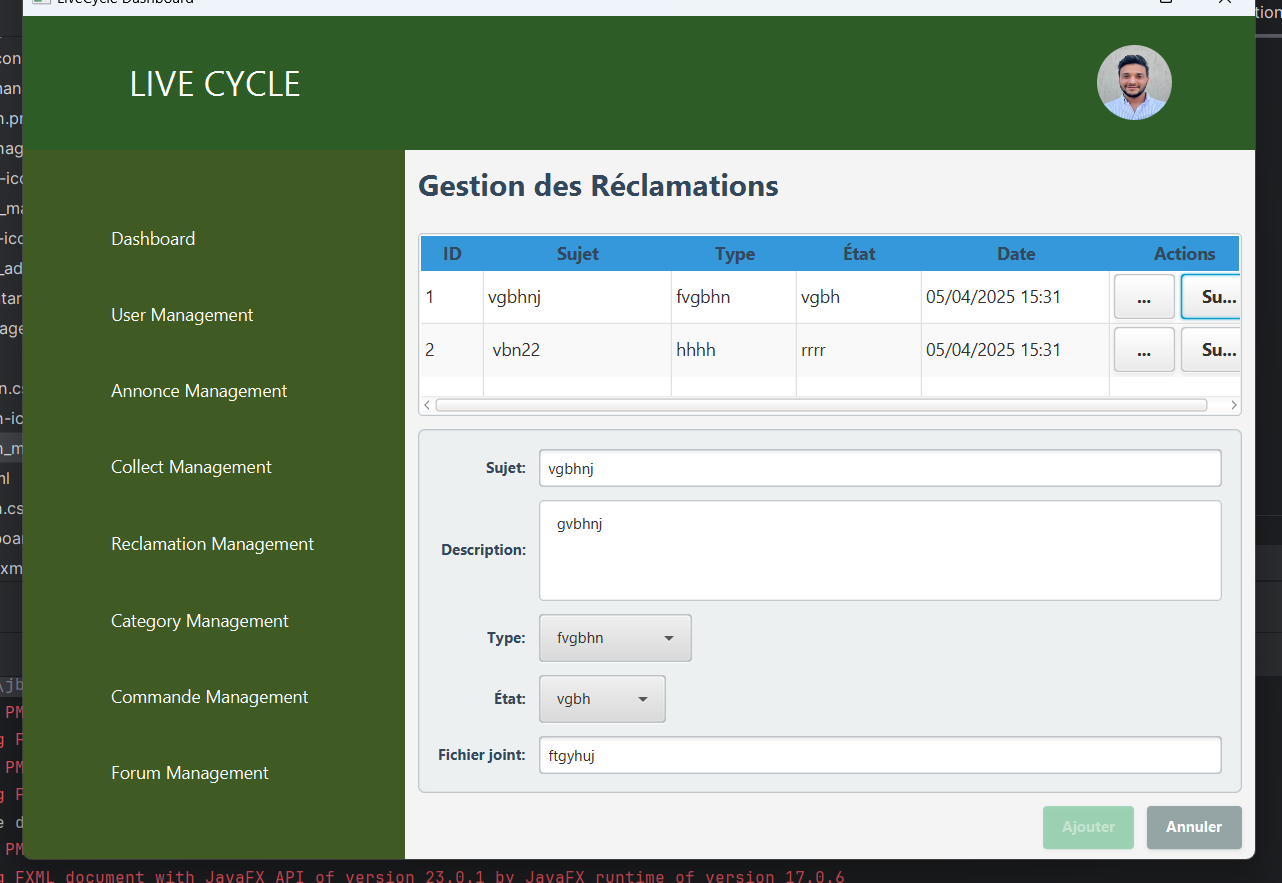 LiveCycle Dashboard
LIVE CYCLE
Dashboard
User Management
Annonce Management
Collect Management
Reclamation Management
Category Management
Commande Management
Forum Management
Gestion des Réclamations
ID Sujet Type État Date Actions
1 vgbhnj fvgbhn vgbh 05/04/2025 15:31 ... Su...
2 vbn22 hhhh rrrr 05/04/2025 15:31 ... Su...
Sujet: vgbhnj
Description: gvbhnj
Type: fvgbhn
État: vgbh
Fichier joint: ftgyhuj
Ajouter Annuler
FXML document with JavaFX API of version 23.0.1 by JavaFX runtime of version 17.0.6